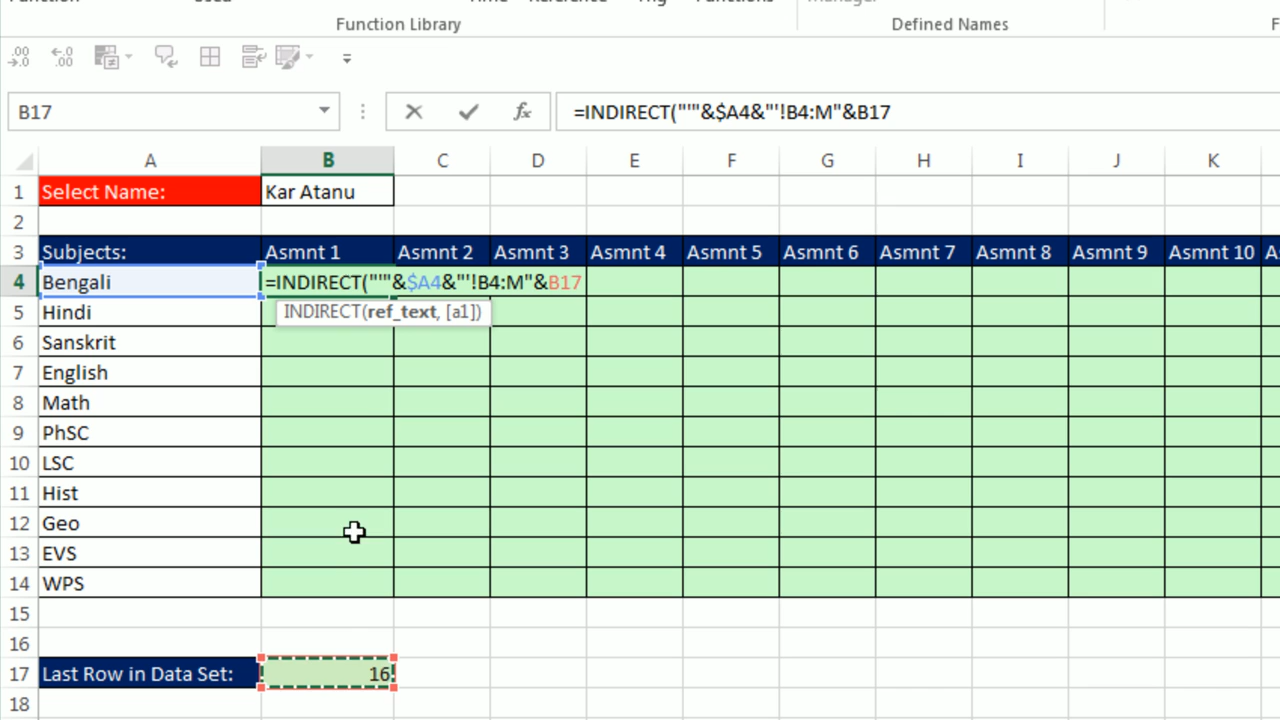 Function Library
Defined Names
B17 =INDIRECT("'"&$A4&"'!B4:M"&B17
A B C D E F G H I J K
1 Select Name: Kar Atanu
2
3 Subjects: Asmnt 1 Asmnt 2 Asmnt 3 Asmnt 4 Asmnt 5 Asmnt 6 Asmnt 7 Asmnt 8 Asmnt 9 Asmnt 10
4 Bengali =INDIRECT("'"&$A4&"'!B4:M"&B17
5 Hindi INDIRECT(ref_text, [a1])
6 Sanskrit
7 English
8 Math
9 PhSC
10 LSC
11 Hist
12 Geo
13 EVS
14 WPS
15
16
17 Last Row in Data Set: 16
18